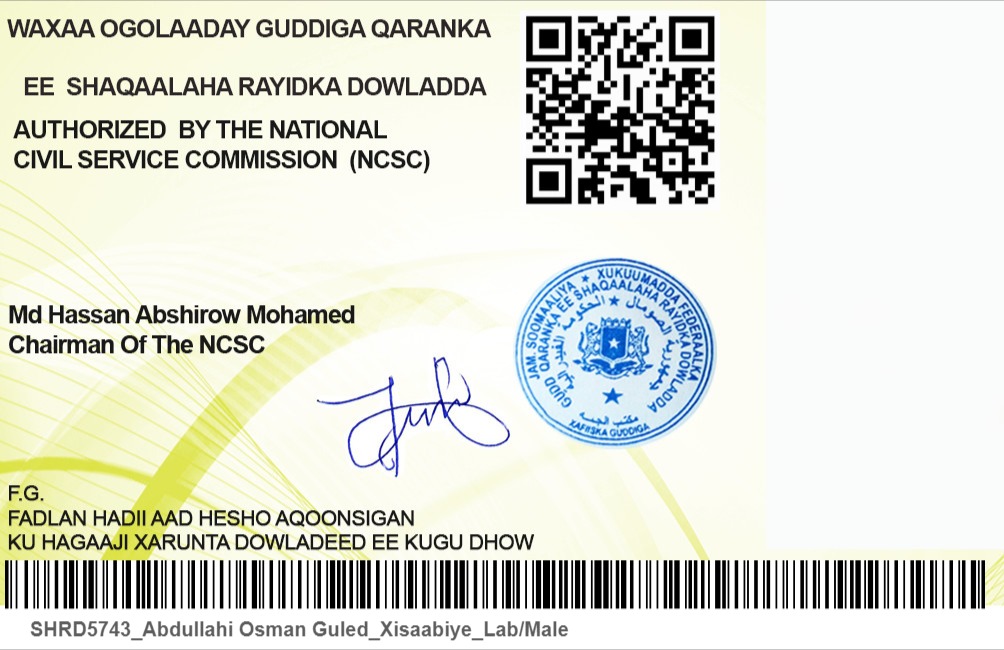 WAXAA OGOLAADAY GUDDIGA QARANKA
EE SHAQAALAHA RAYIDKA DOWLADDA
AUTHORIZED BY THE NATIONAL
CIVIL SERVICE COMMISSION (NCSC)
Md Hassan Abshirow Mohamed
Chairman Of The NCSC
JAM. SOOMAALIYA ★ XUKUUMADDA FEDERAALKA
GUDD QARANKA EE SHAQAALAHA RAYIDKA DOWLADDA
XAFIISKA GUDDIGA
F.G.
FADLAN HADII AAD HESHO AQOONSIGAN
KU HAGAAJI XARUNTA DOWLADEED EE KUGU DHOW
SHRD5743_Abdullahi Osman Guled_Xisaabiye_Lab/Male